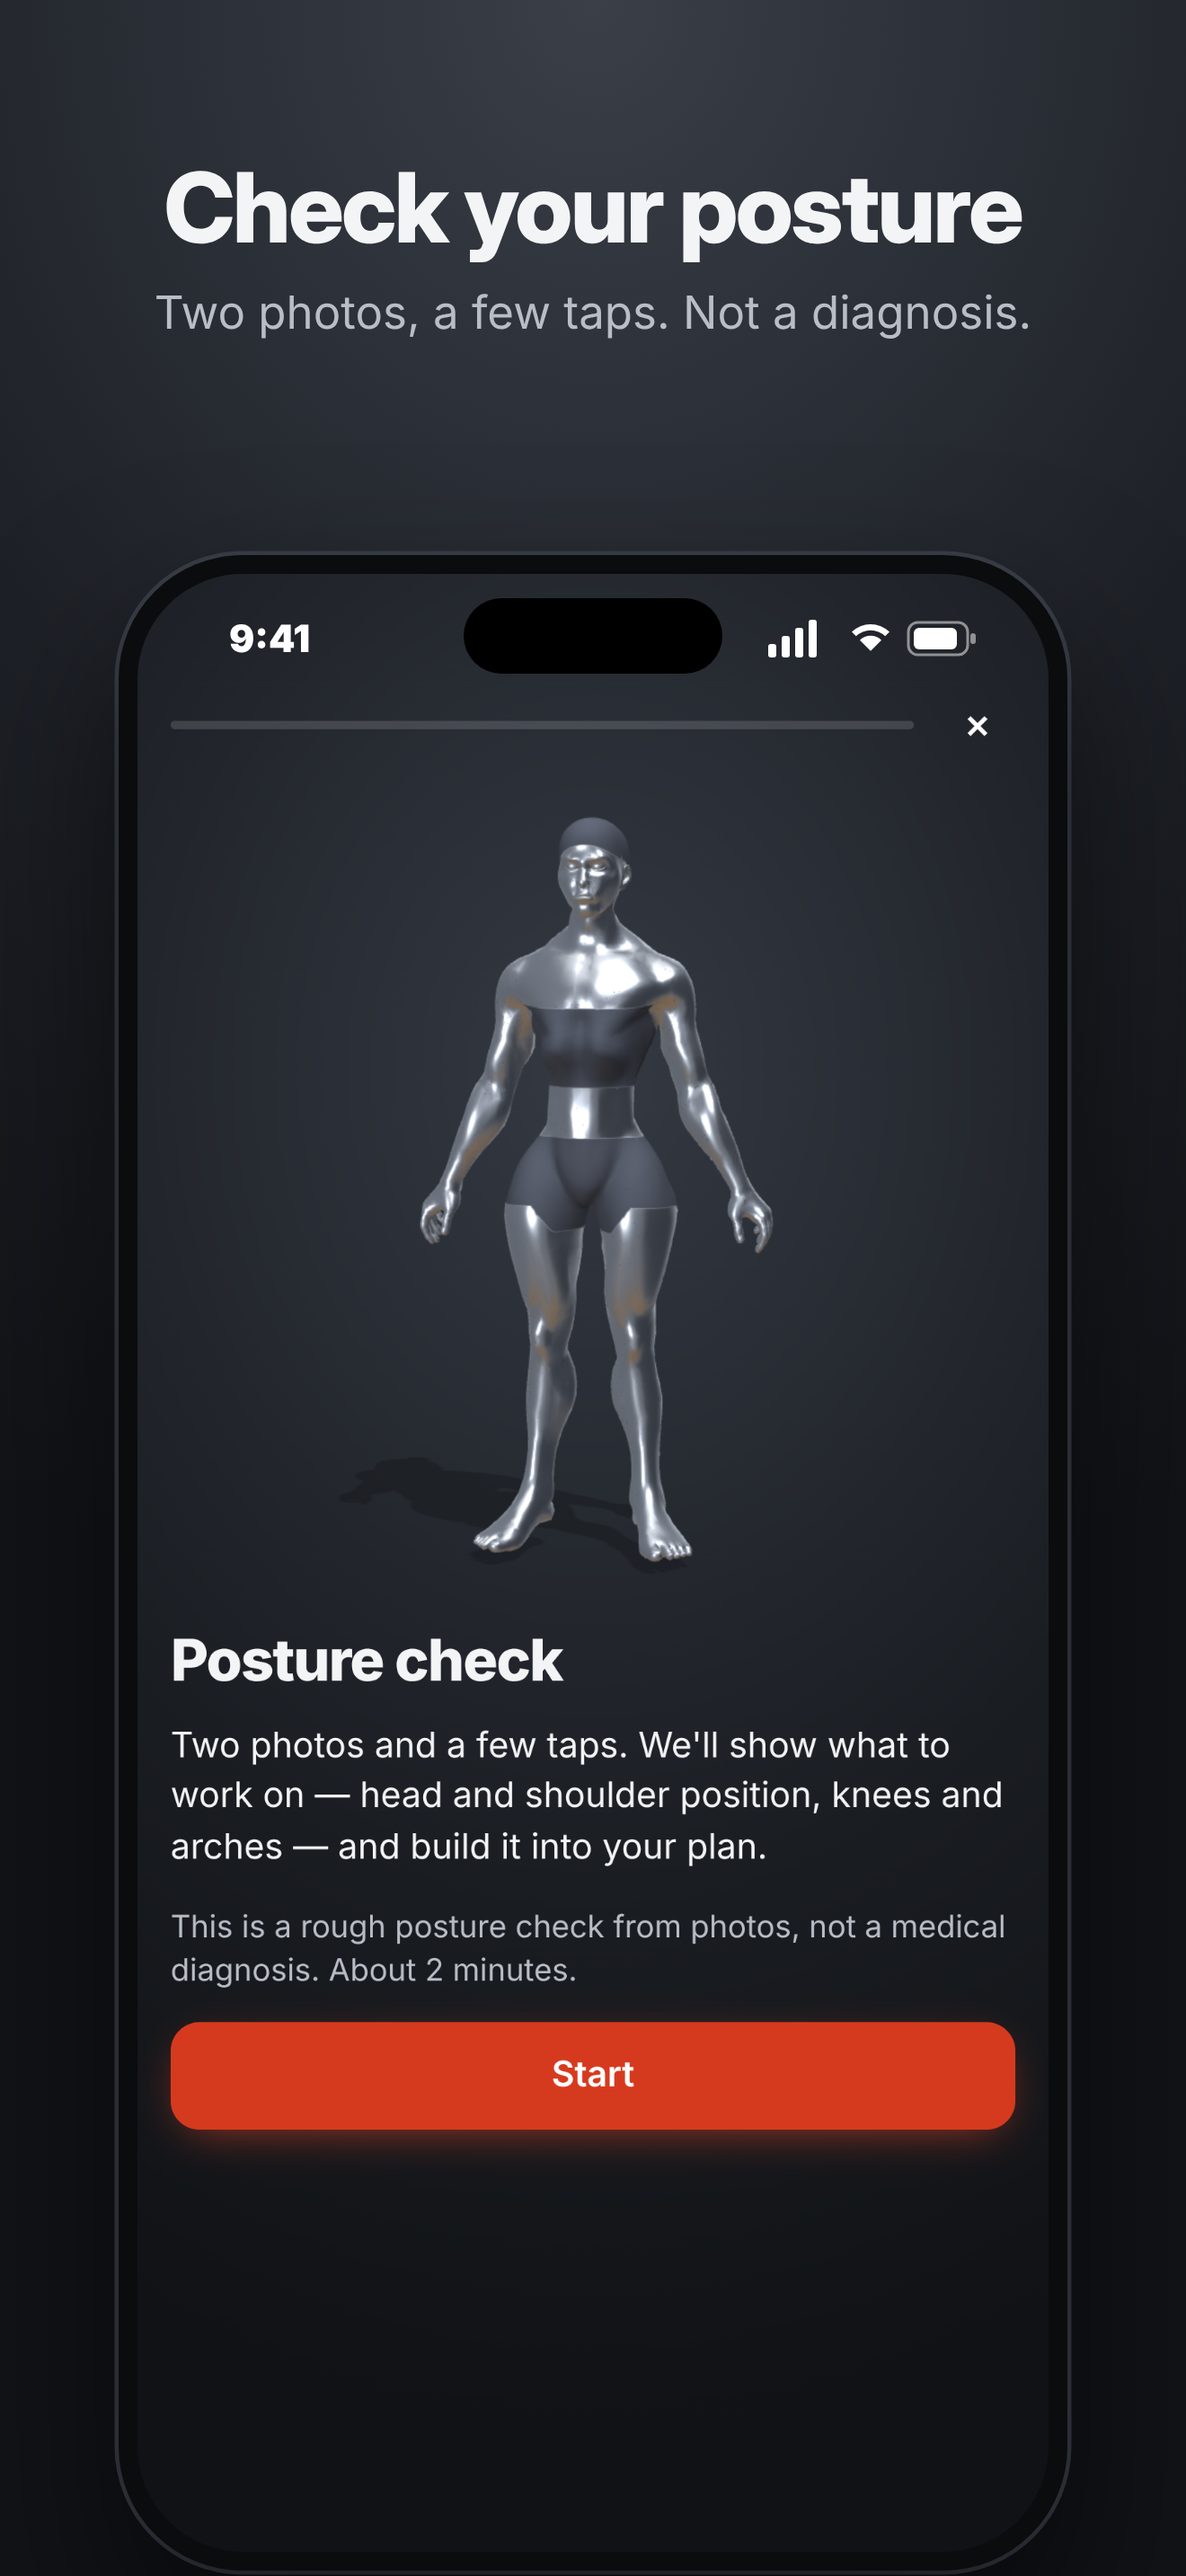 Check your posture
Two photos, a few taps. Not a diagnosis.
9:41
Posture check
Two photos and a few taps. We'll show what to
work on — head and shoulder position, knees and
arches — and build it into your plan.
This is a rough posture check from photos, not a medical
diagnosis. About 2 minutes.
Start